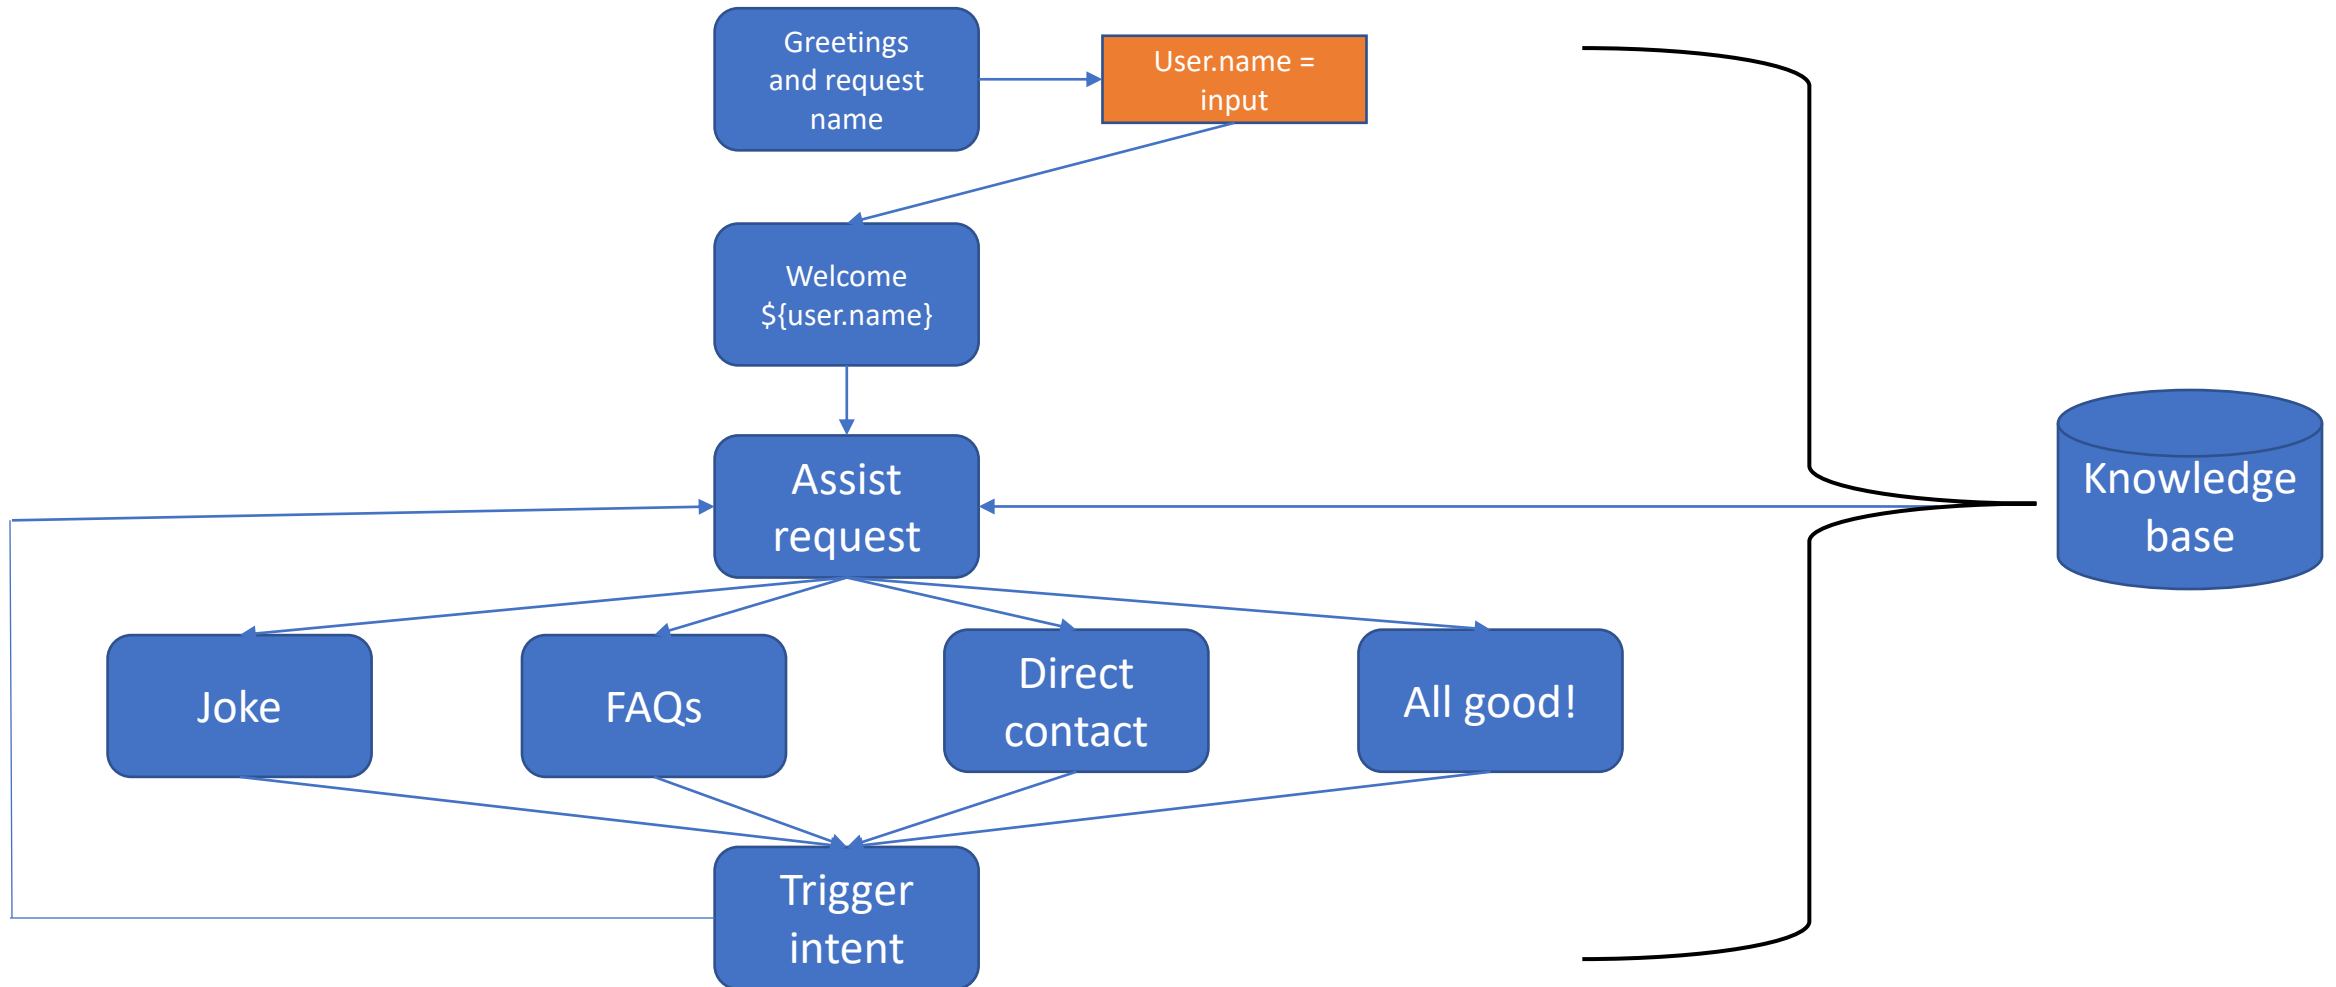 Greetings
and request
name
User.name =
input
Welcome
${user.name}
Assist
request
Knowledge
base
Joke
FAQs
Direct
contact
All good!
Trigger
intent